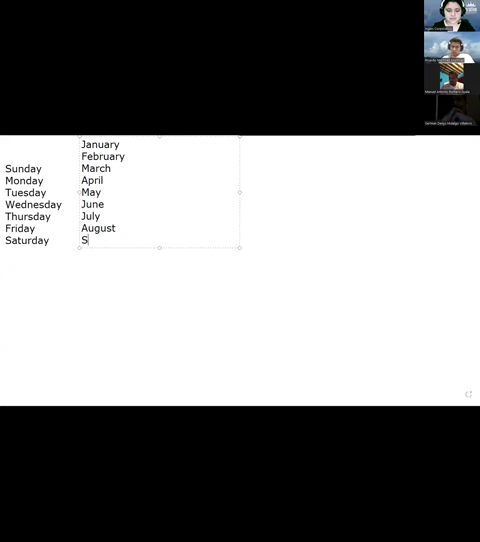 January
February
Sunday March
Monday April
Tuesday May
Wednesday June
Thursday July
Friday August
Saturday S